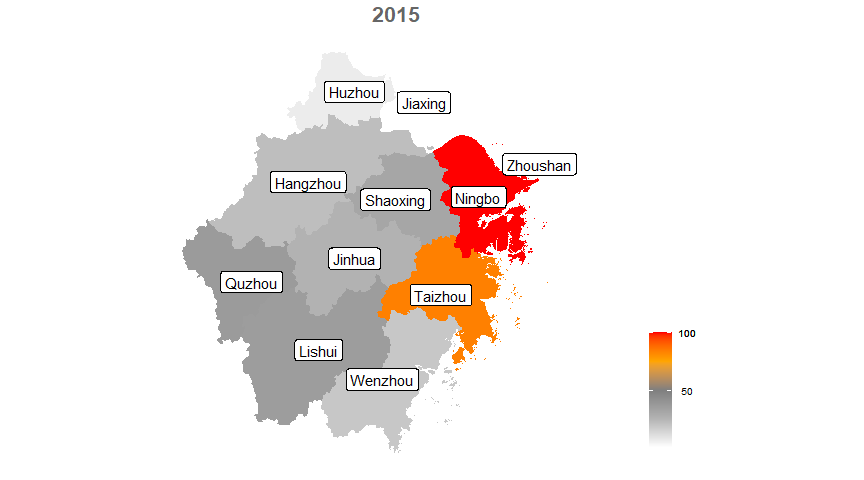 2015
Huzhou
Jiaxing
Zhoushan
Hangzhou
Shaoxing
Ningbo
Jinhua
Quzhou
Taizhou
Lishui
Wenzhou
100
50